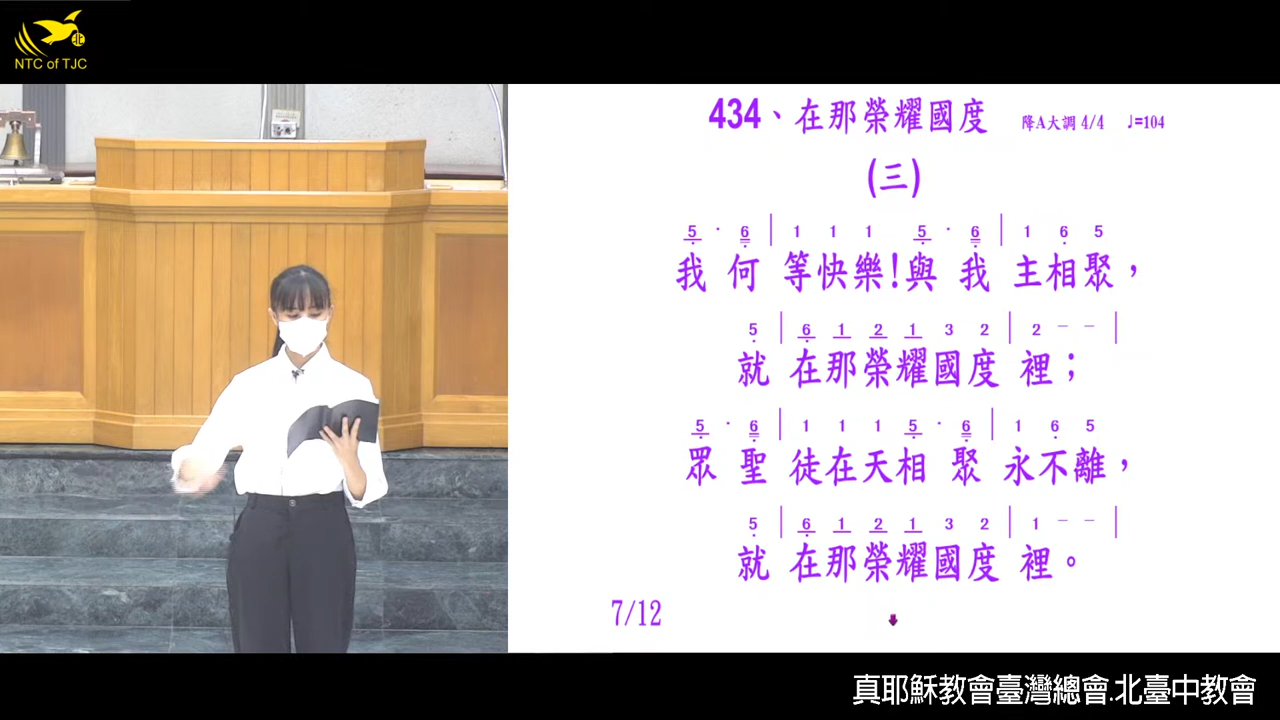 北
NTC of TJC
434、在那榮耀國度 降A大調 4/4 ♩=104
(三)
5 · 6 | 1 1 1 5 · 6 | 1 6 5
我何等快樂!與我主相聚，
5 | 6 1 2 1 3 2 | 2 – – |
就在那榮耀國度裡；
5 · 6 | 1 1 1 5 · 6 | 1 6 5
眾聖徒在天相聚永不離，
5 | 6 1 2 1 3 2 | 1 – – |
就在那榮耀國度裡。
7/12
真耶穌教會臺灣總會.北臺中教會